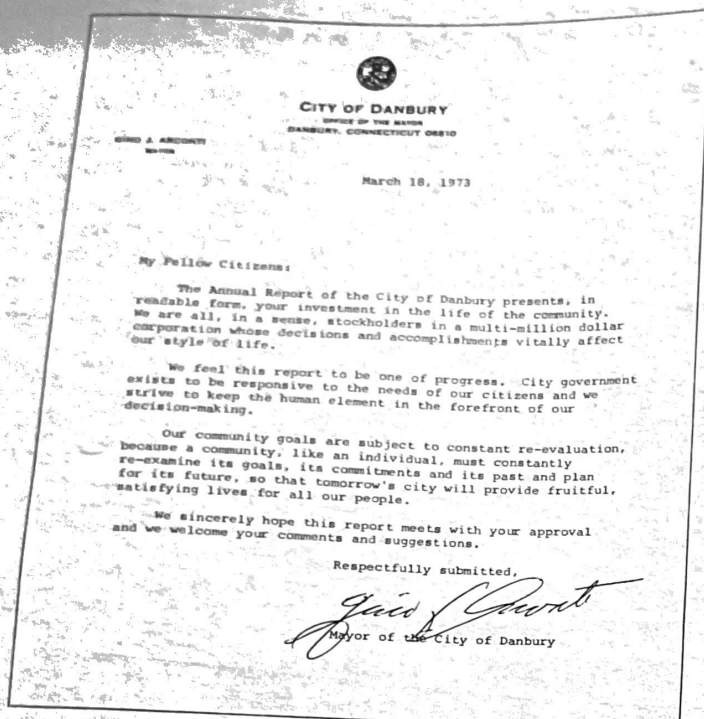 CITY OF DANBURY
OFFICE OF THE MAYOR
DANBURY, CONNECTICUT 06810
GINO J. ARCONTI
MAYOR
March 18, 1973
My Fellow Citizens:
The Annual Report of the City of Danbury presents, in
readable form, your investment in the life of the community.
We are all, in a sense, stockholders in a multi-million dollar
corporation whose decisions and accomplishments vitally affect
our style of life.
We feel this report to be one of progress. City government
exists to be responsive to the needs of our citizens and we
strive to keep the human element in the forefront of our
decision-making.
Our community goals are subject to constant re-evaluation,
because a community, like an individual, must constantly
re-examine its goals, its commitments and its past and plan
for its future, so that tomorrow's city will provide fruitful,
satisfying lives for all our people.
We sincerely hope this report meets with your approval
and we welcome your comments and suggestions.
Respectfully submitted,
Gino J Arconti
Mayor of the City of Danbury